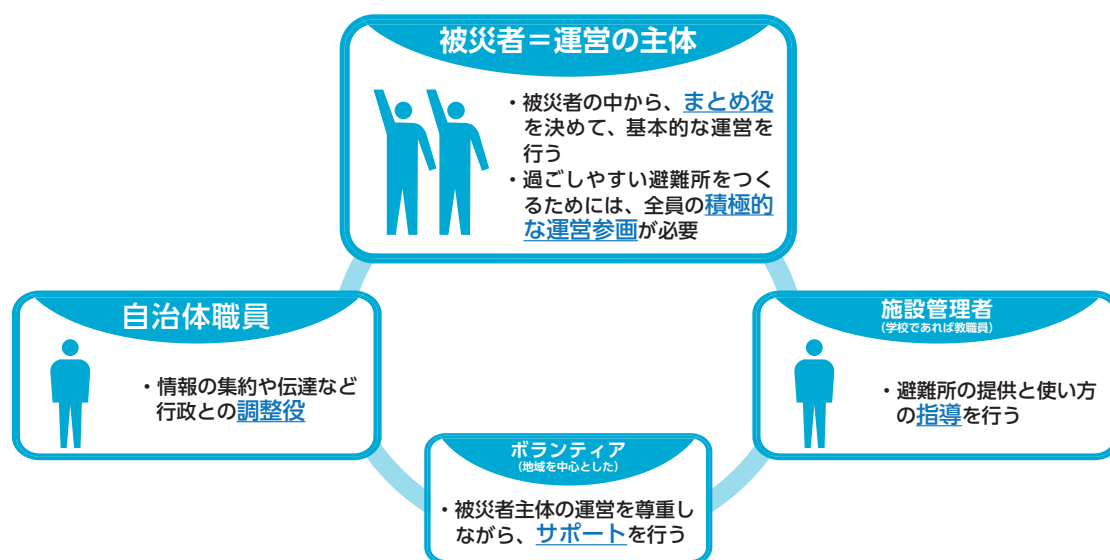 被災者＝運営の主体
・被災者の中から、まとめ役
を決めて、基本的な運営を
行う
・過ごしやすい避難所をつく
るためには、全員の積極的
な運営参画が必要
自治体職員
・情報の集約や伝達など
行政との調整役
施設管理者
(学校であれば教職員)
・避難所の提供と使い方
の指導を行う
ボランティア
(地域を中心とした)
・被災者主体の運営を尊重し
ながら、サポートを行う